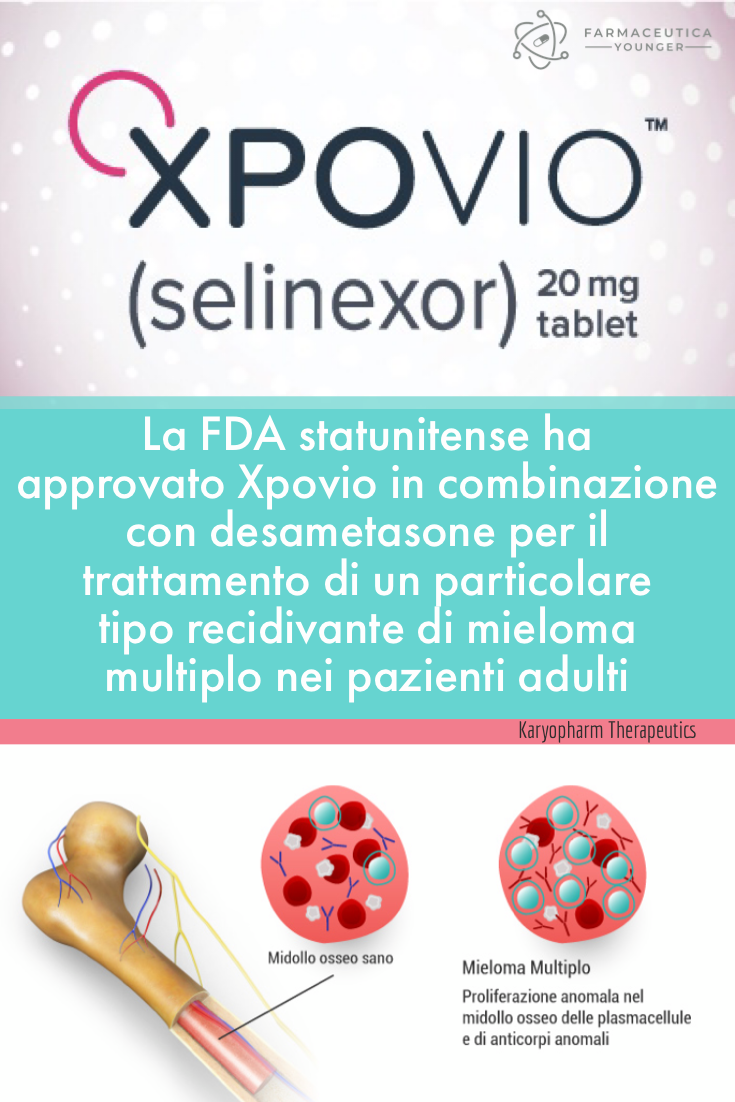 FARMACEUTICA
YOUNGER
XPOVIO™
(selinexor) 20 mg
tablet
La FDA statunitense ha
approvato Xpovio in combinazione
con desametasone per il
trattamento di un particolare
tipo recidivante di mieloma
multiplo nei pazienti adulti
Karyopharm Therapeutics
Midollo osseo sano
Mieloma Multiplo
Proliferazione anomala nel
midollo osseo delle plasmacellule
e di anticorpi anomali